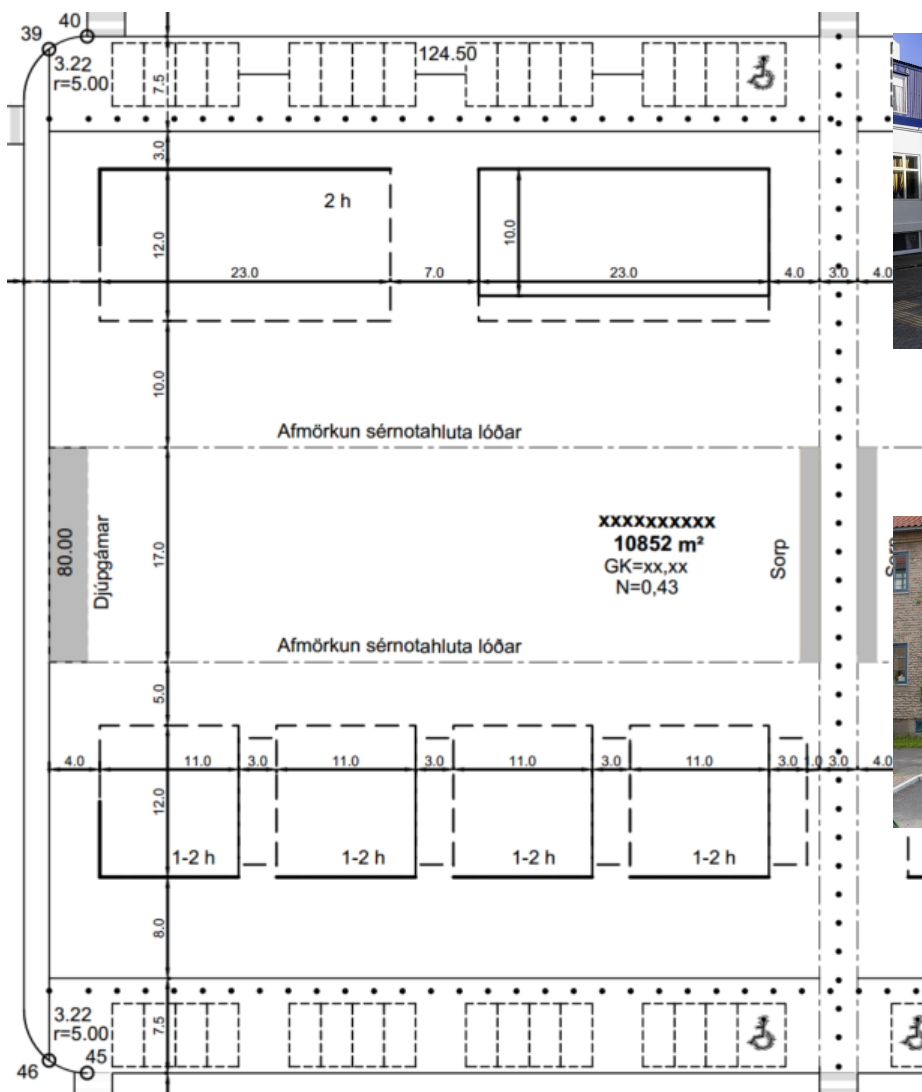 40
39
3.22
r=5.00
124.50
7.5
3.0
2 h
12.0
10.0
23.0
7.0
23.0
4.0
3.0
4.0
10.0
Afmörkun sérnotahluta lóðar
80.00
Djúpgámar
17.0
xxxxxxxxxx
10852 m²
GK=xx,xx
N=0,43
Sorp
Sorp
Afmörkun sérnotahluta lóðar
5.0
4.0
11.0
3.0
11.0
3.0
11.0
3.0
11.0
3.0
1.0
3.0
4.0
12.0
1-2 h
1-2 h
1-2 h
1-2 h
8.0
3.22
r=5.00
7.5
45
46